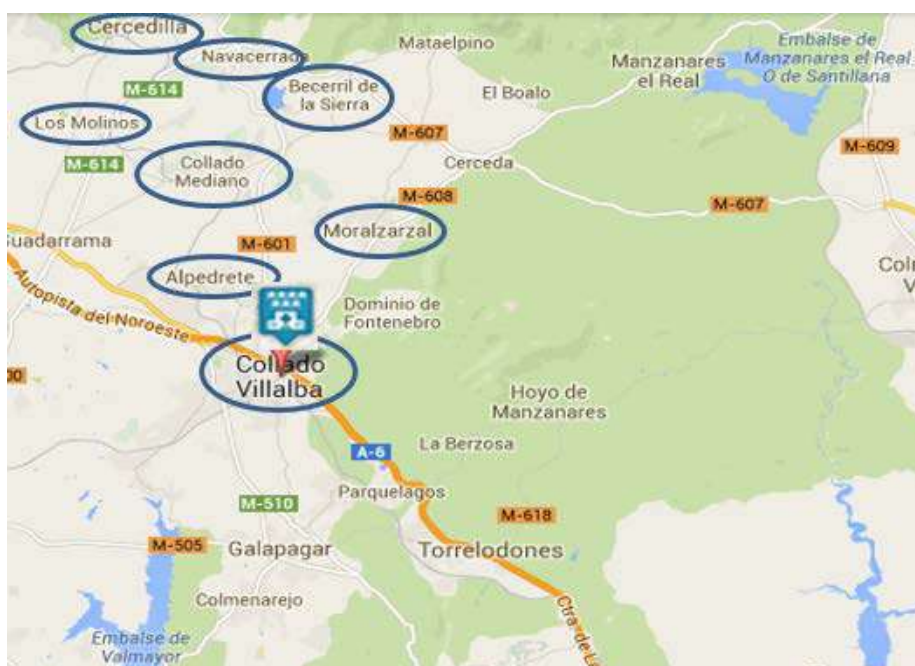 Cercedilla
Navacerrada
Mataelpino
Manzanares
el Real
Embalse de
Manzanares el Real
O de Santillana
M-614
Becerril de
la Sierra
El Boalo
Los Molinos
M-607
M-609
M-614
Collado
Mediano
Cerceda
M-608
M-607
Moralzarzal
Guadarrama
M-601
Alpedrete
Autopista del Noroeste
Dominio de
Fontenebro
Collado
Villalba
Hoyo de
Manzanares
A-6
La Berzosa
Parquelagos
M-510
M-618
M-505
Galapagar
Torrelodones
Colmenarejo
Ctra de
Embalse de
Valmayor